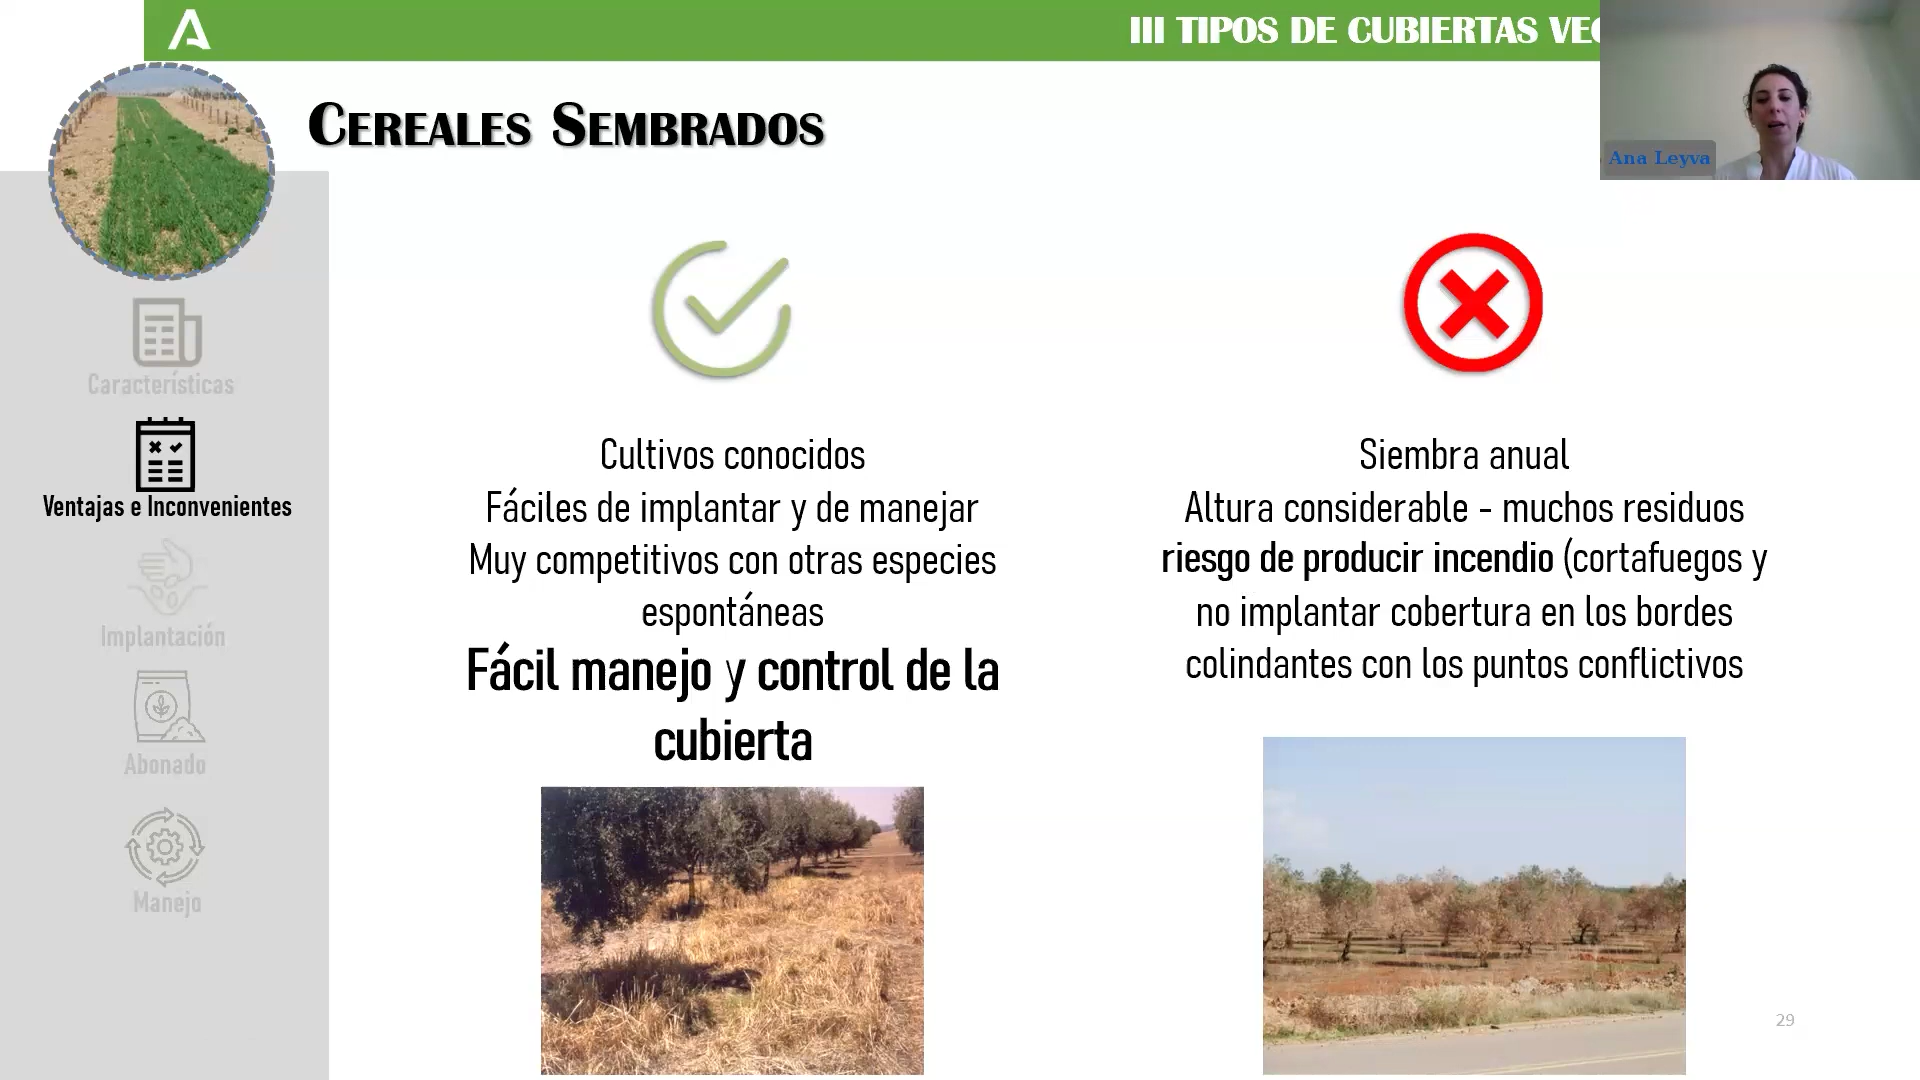 III TIPOS DE CUBIERTAS
Ana Leyva
CEREALES SEMBRADOS
Características
Ventajas e Inconvenientes
Implantación
Abonado
Manejo
Cultivos conocidos
Fáciles de implantar y de manejar
Muy competitivos con otras especies
espontáneas
Fácil manejo y control de la
cubierta
Siembra anual
Altura considerable - muchos residuos
riesgo de producir incendio (cortafuegos y
no implantar cobertura en los bordes
colindantes con los puntos conflictivos
29